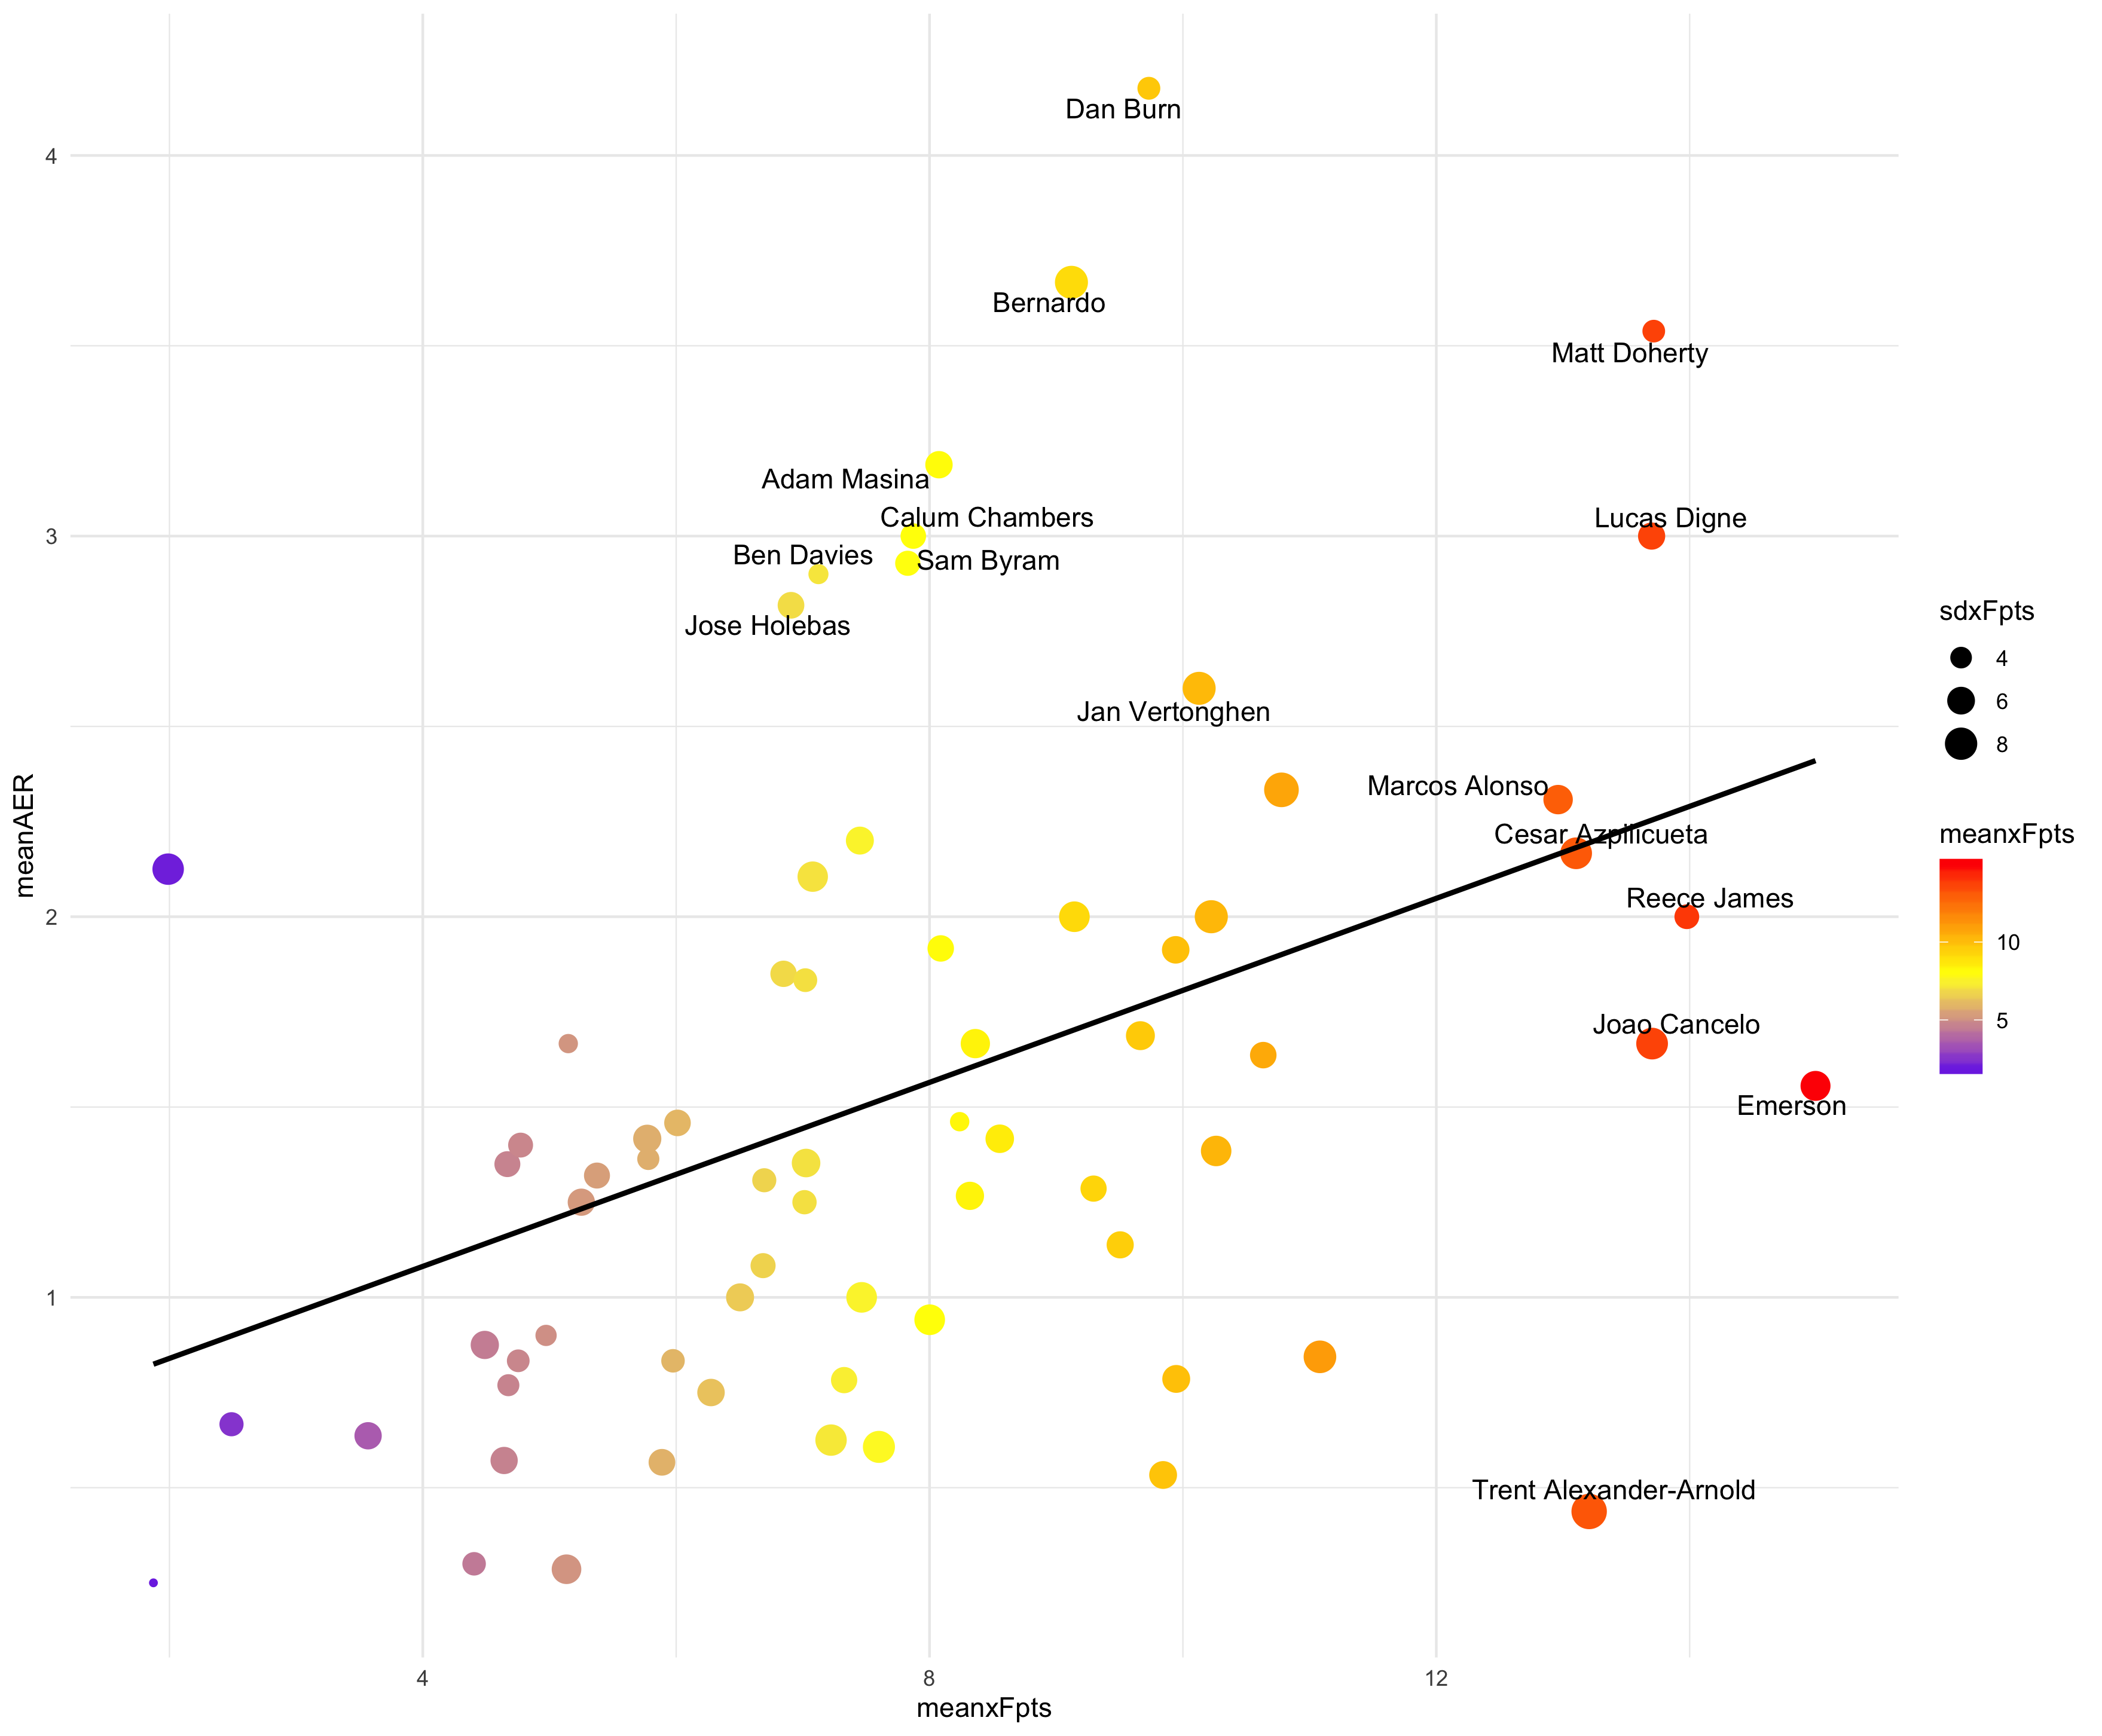 Dan Burn
4
Bernardo
Matt Doherty
Adam Masina
Calum Chambers
Lucas Digne
3
Ben Davies
Sam Byram
Jose Holebas
sdxFpts
4
6
8
Jan Vertonghen
Marcos Alonso
Cesar Azpilicueta
meanxFpts
10
5
meanAER
Reece James
2
Joao Cancelo
Emerson
1
Trent Alexander-Arnold
4
8
12
meanxFpts